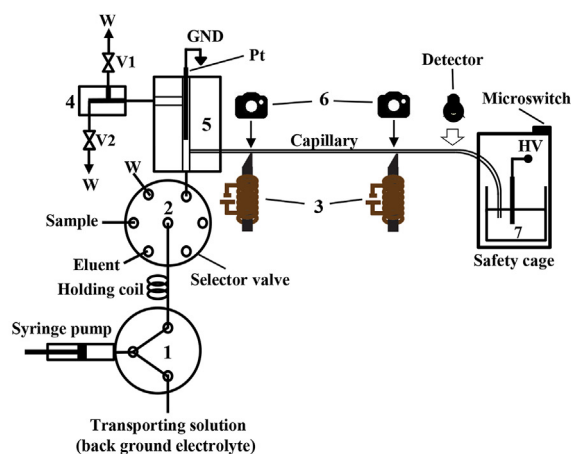 W
GND
Pt
V1
4
5
V2
W
6
Detector
Microswitch
HV
Capillary
W
2
3
7
Sample
Safety cage
Eluent
Selector valve
Holding coil
Syringe pump
1
Transporting solution
(back ground electrolyte)